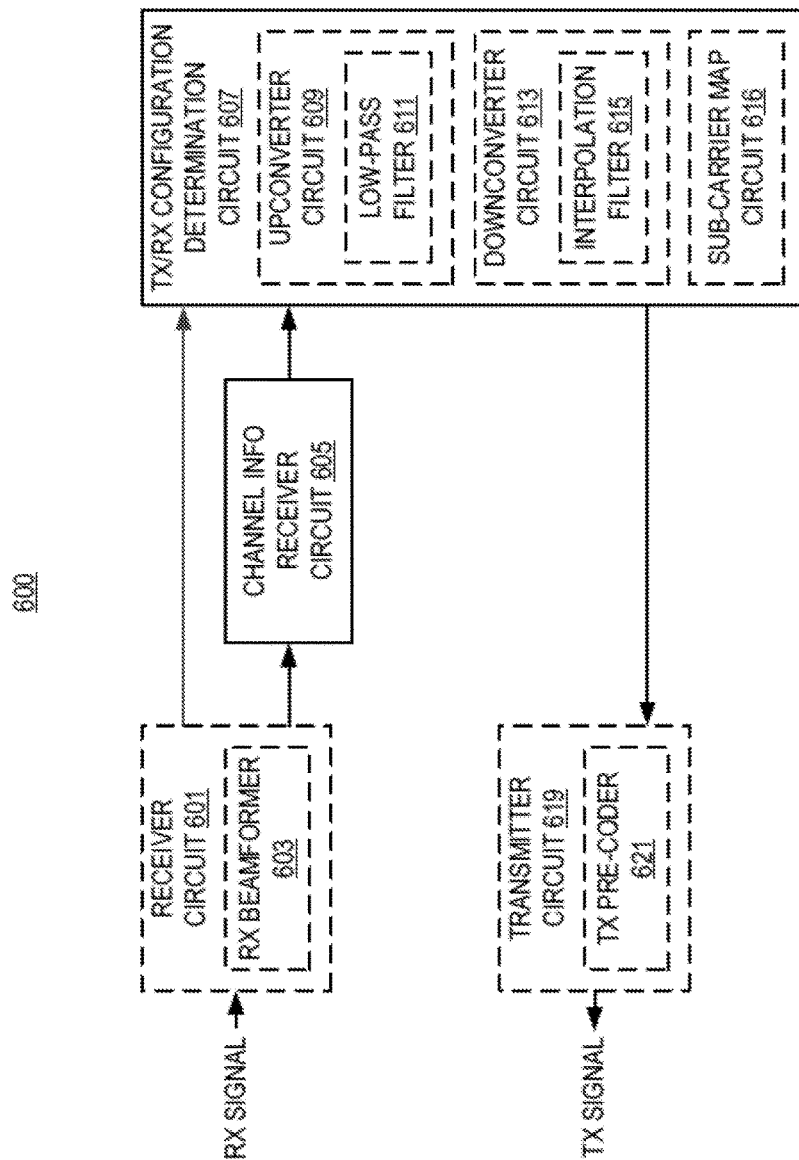 600
RX SIGNAL
RECEIVER
CIRCUIT 601
RX BEAMFORMER
603
CHANNEL INFO
RECEIVER
CIRCUIT 605
TX/RX CONFIGURATION
DETERMINATION
CIRCUIT 607
UPCONVERTER
CIRCUIT 609
LOW-PASS
FILTER 611
DOWNCONVERTER
CIRCUIT 613
INTERPOLATION
FILTER 615
SUB-CARRIER MAP
CIRCUIT 616
TX SIGNAL
TRANSMITTER
CIRCUIT 619
TX PRE-CODER
621